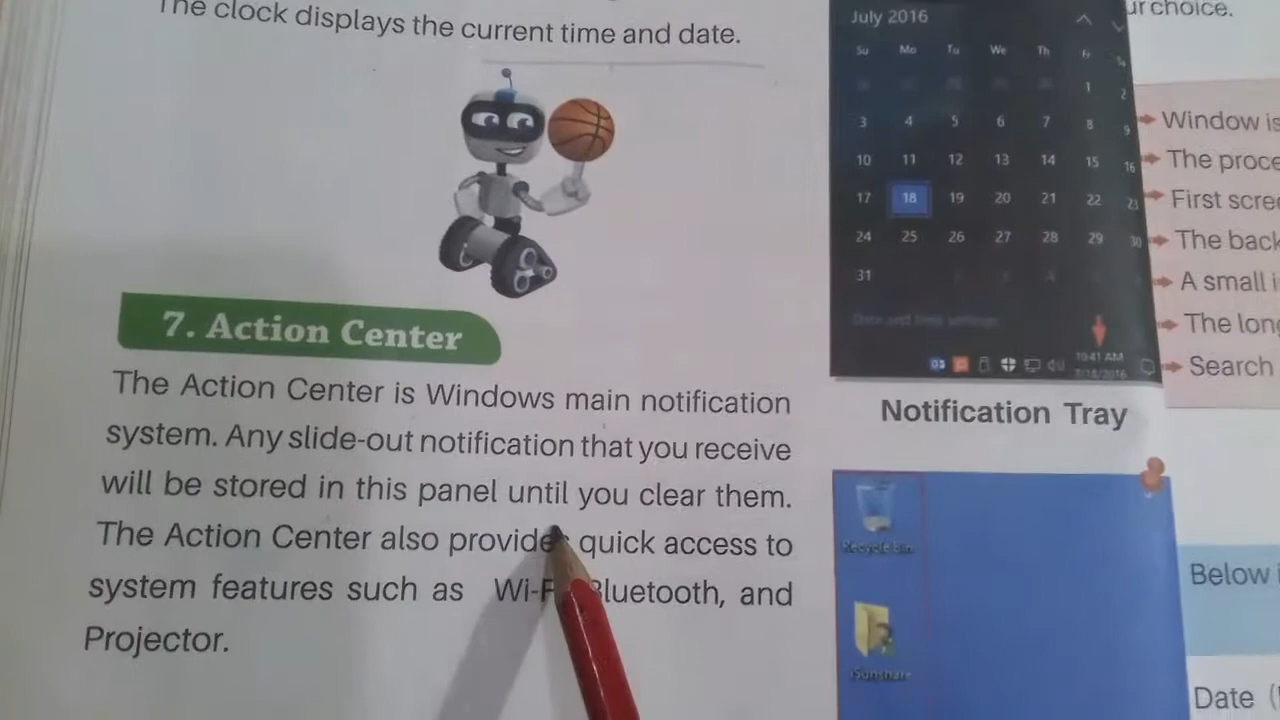 The clock displays the current time and date.
7. Action Center
The Action Center is Windows main notification
system. Any slide-out notification that you receive
will be stored in this panel until you clear them.
The Action Center also provides quick access to
system features such as Wi-Fi, Bluetooth, and
Projector.
July 2016
Su Mo Tu We Th Fr Sa
1 2
3 4 5 6 7 8 9
10 11 12 13 14 15 16
17 18 19 20 21 22 23
24 25 26 27 28 29 30
31
Date and time settings
10:41 AM
7/18/2016
Notification Tray
Recycle Bin
iSunshare
choice.
Window is
The
First
The
A small
The
Search
Below
Date (